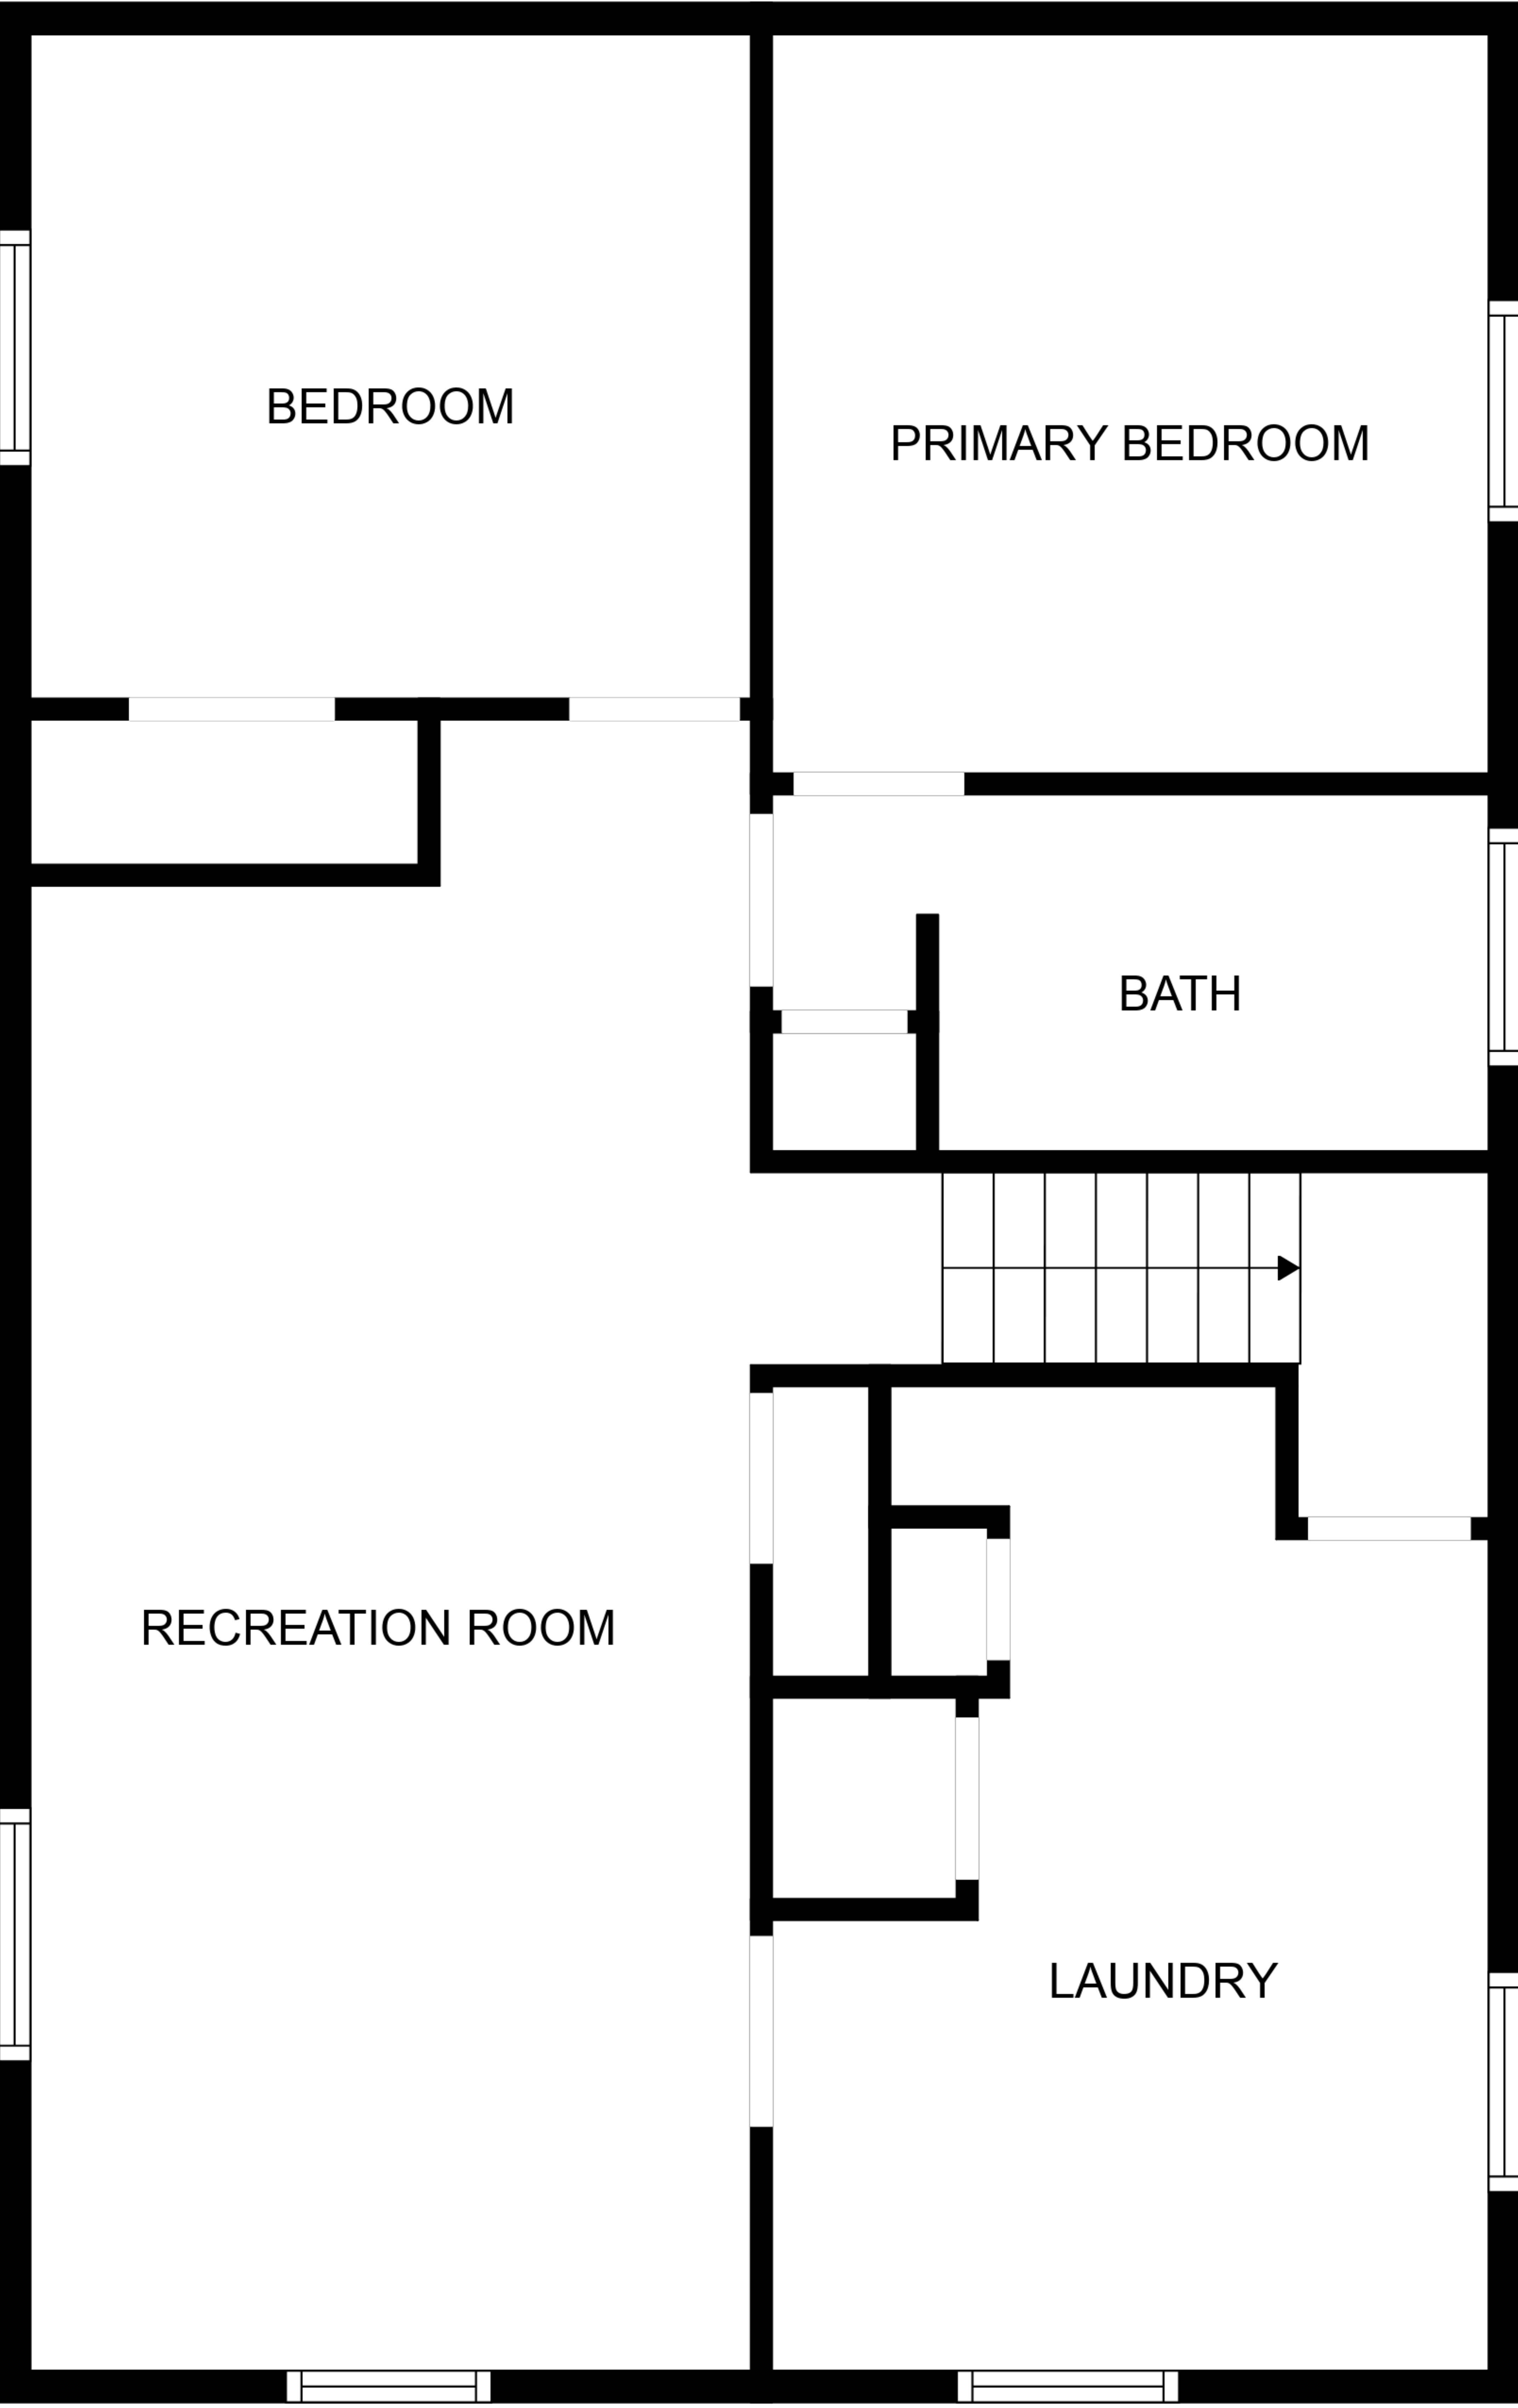 BEDROOM
PRIMARY BEDROOM
BATH
RECREATION ROOM
LAUNDRY